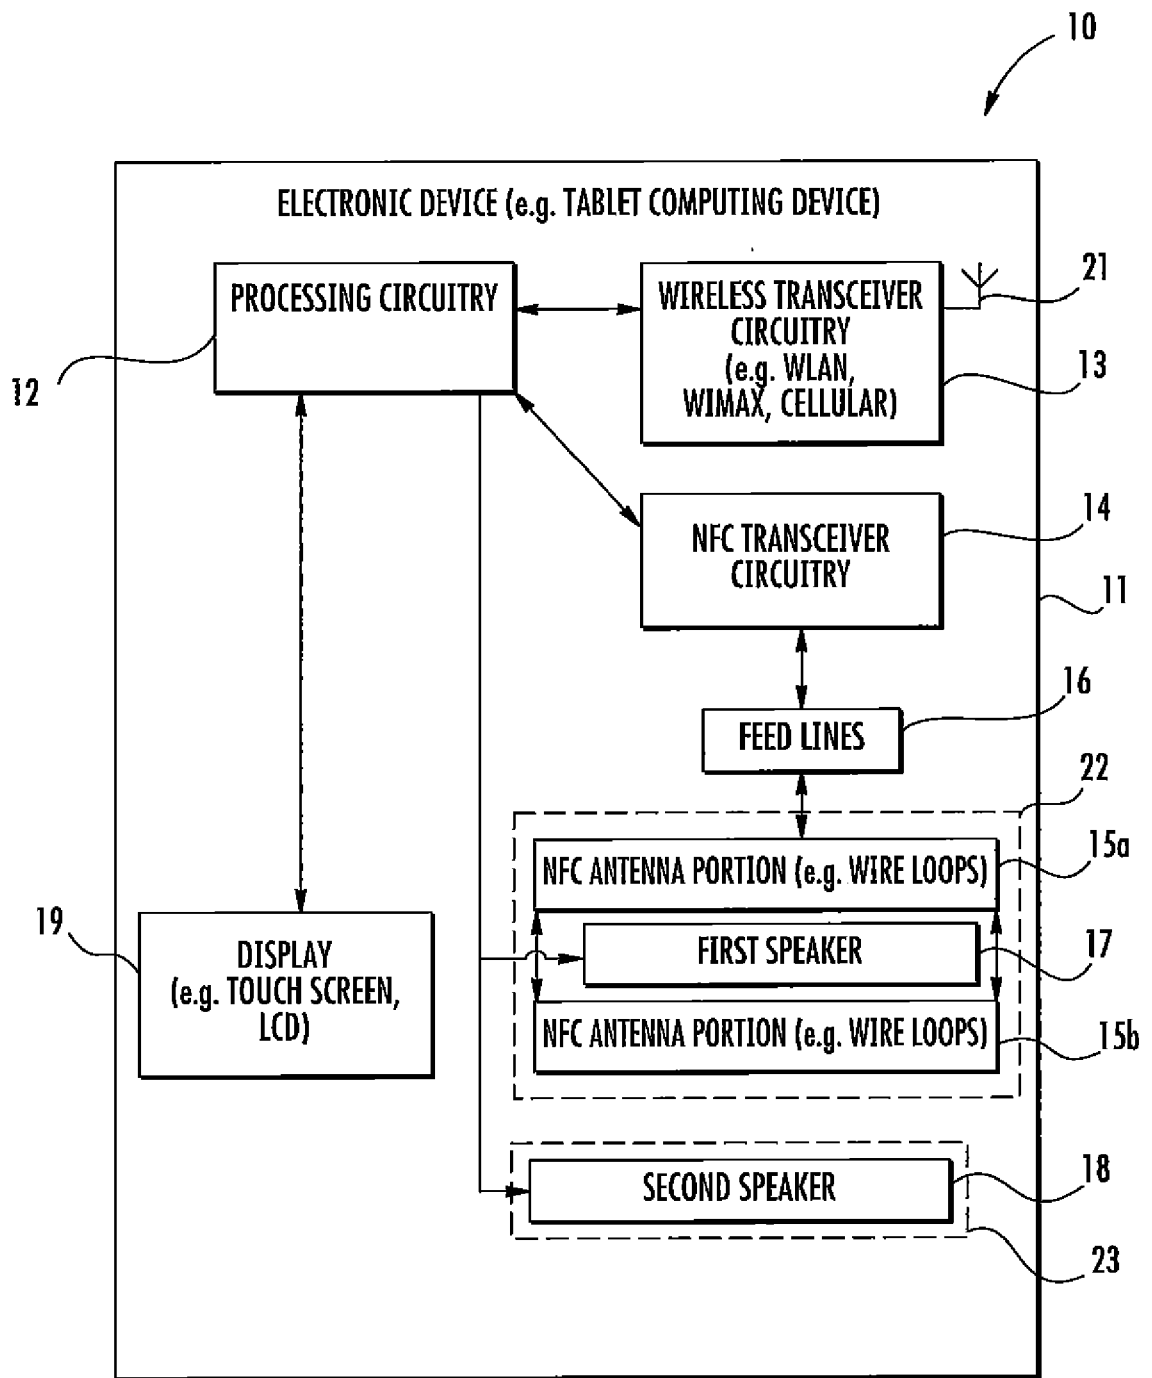 10
ELECTRONIC DEVICE (e.g. TABLET COMPUTING DEVICE)
PROCESSING CIRCUITRY
12
WIRELESS TRANSCEIVER
CIRCUITRY
(e.g. WLAN,
WIMAX, CELLULAR)
21
13
NFC TRANSCEIVER
CIRCUITRY
14
11
FEED LINES
16
22
NFC ANTENNA PORTION (e.g. WIRE LOOPS)
15a
FIRST SPEAKER
17
NFC ANTENNA PORTION (e.g. WIRE LOOPS)
15b
19
DISPLAY
(e.g. TOUCH SCREEN,
LCD)
SECOND SPEAKER
18
23